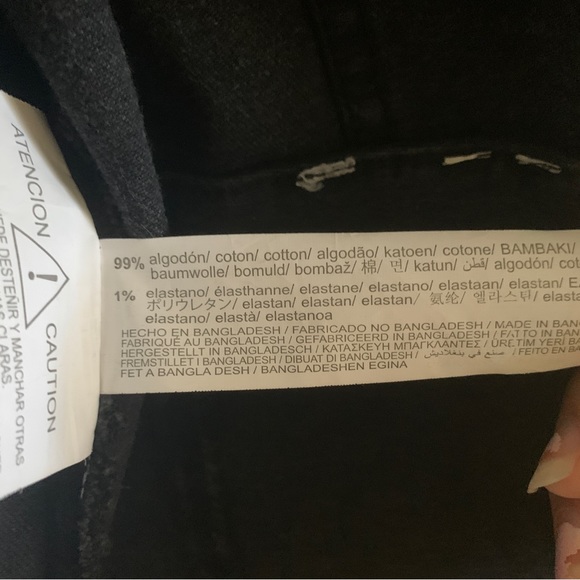 ATENCION
CAUTION
DESTEÑIR Y MANCHAR OTRAS
CLARAS.
99% algodón/ coton/ cotton/ algodão/ katoen/ cotone/ ΒΑΜΒΑΚΙ/
baumwolle/ bomuld/ bombaž/ 棉/ 면/ katun/ قطن/ algodón/
1% elastano/ élasthanne/ elastane/ elastano/ elastaan/ elastan/
ポリウレタン/ elastan/ elastan/ elastan/ 氨纶/ 엘라스탄/
elastano/ elastà/ elastanoa
HECHO EN BANGLADESH / FABRICADO NO BANGLADESH / MADE IN
FABRIQUÉ AU BANGLADESH / GEFABRICEERD IN BANGLADESH / FATTO IN
HERGESTELLT IN BANGLADESCH / ΚΑΤΑΣΚΕΥΗ ΜΠΑΓΚΛΑΝΤΕΣ / ÜRETIM YERİ
FREMSTILLET I BANGLADESH / DIBUAT DI BANGLADESH / صنع في بنغلاديش / FEITO EN
FET A BANGLA DESH / BANGLADESHEN EGINA